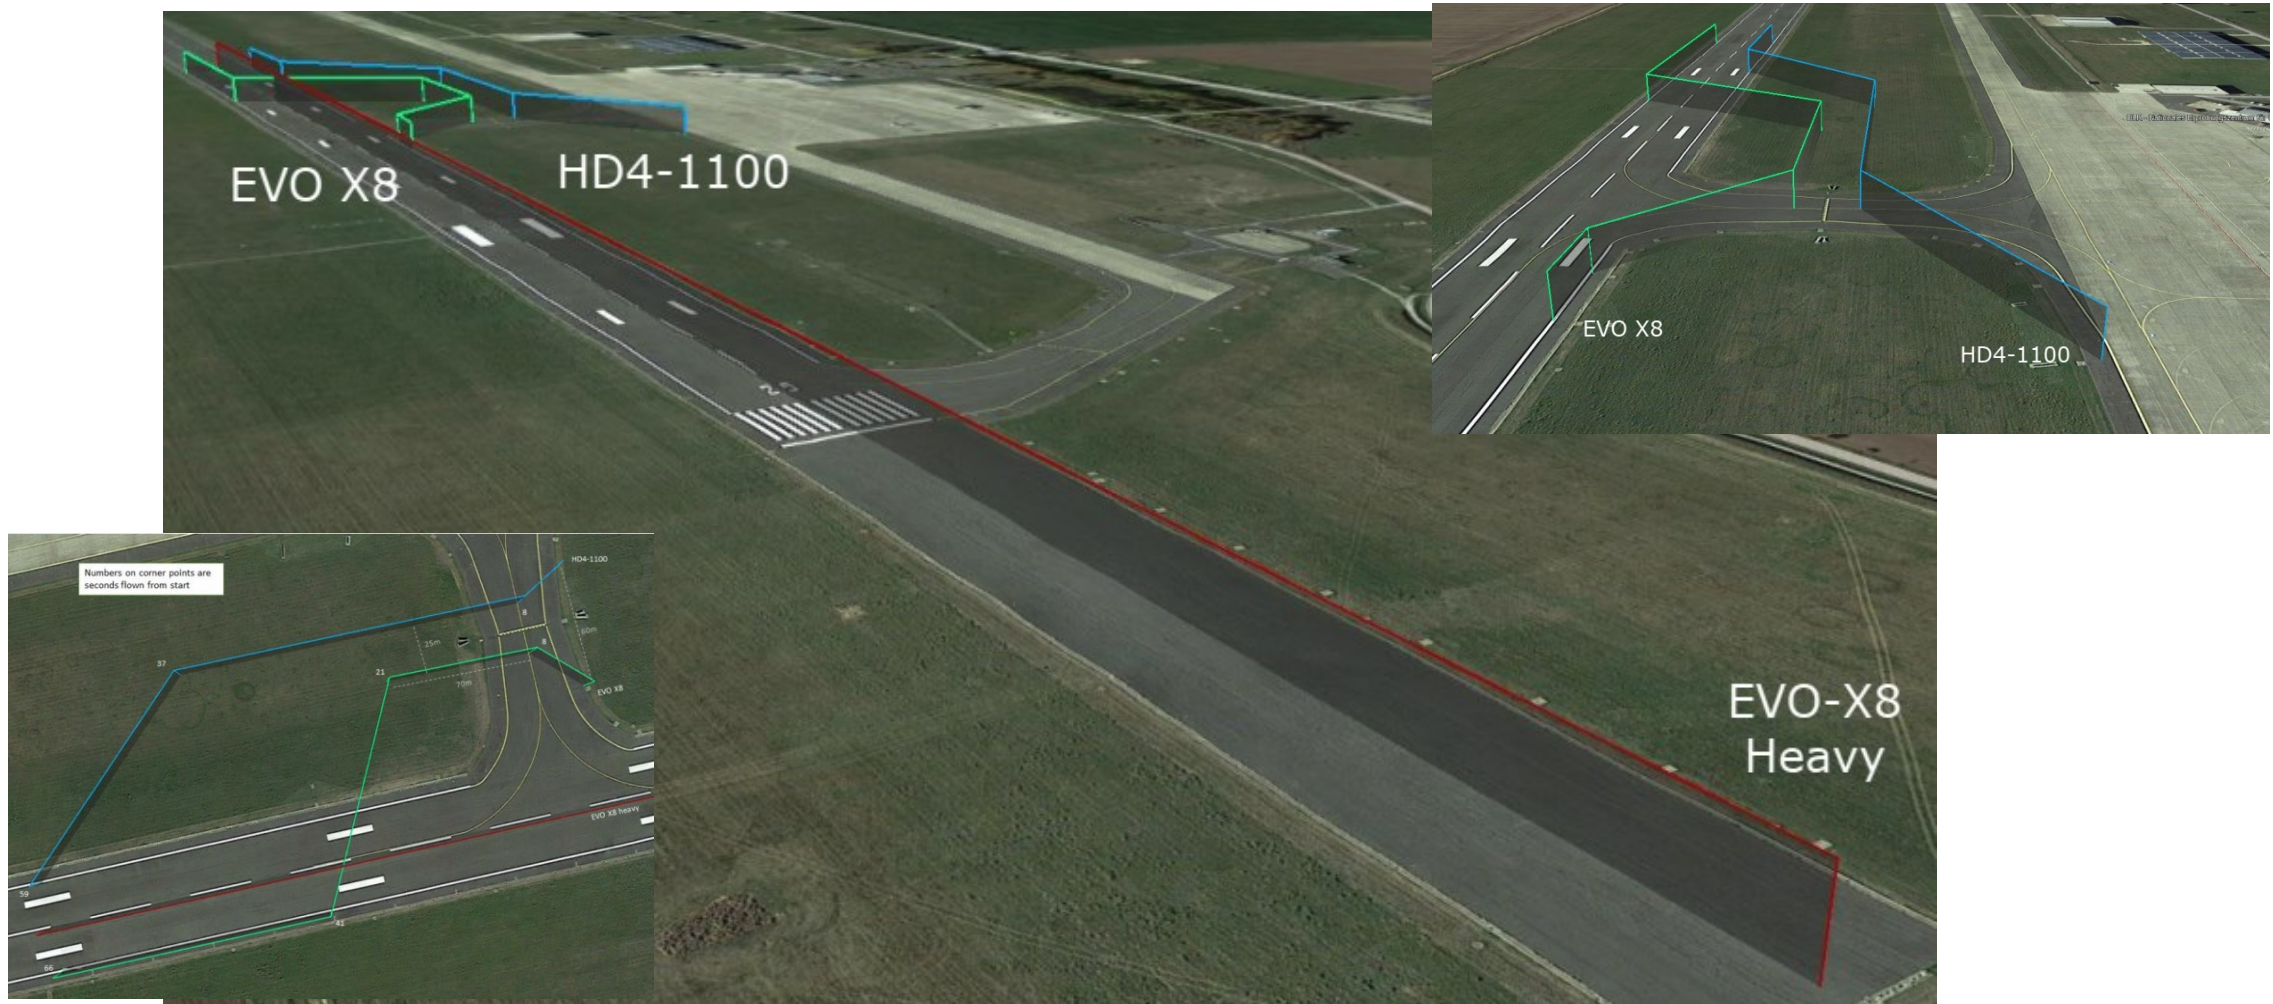 EVO X8
HD4-1100
25
EVO-X8
Heavy
EVO X8
HD4-1100
Numbers on corner points are
seconds flown from start
HD4-1100
8
8
60m
25m
37
21
70m
EVO X8
EVO X8 heavy
59
41
66